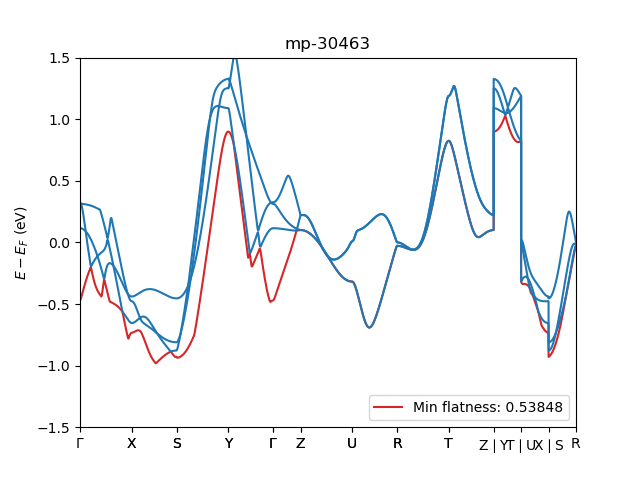 mp-30463
E − E_F (eV)
1.5
1.0
0.5
0.0
−0.5
−1.0
−1.5
Min flatness: 0.53848
Γ X S Y Γ Z U R T Z | YT | UX | S R